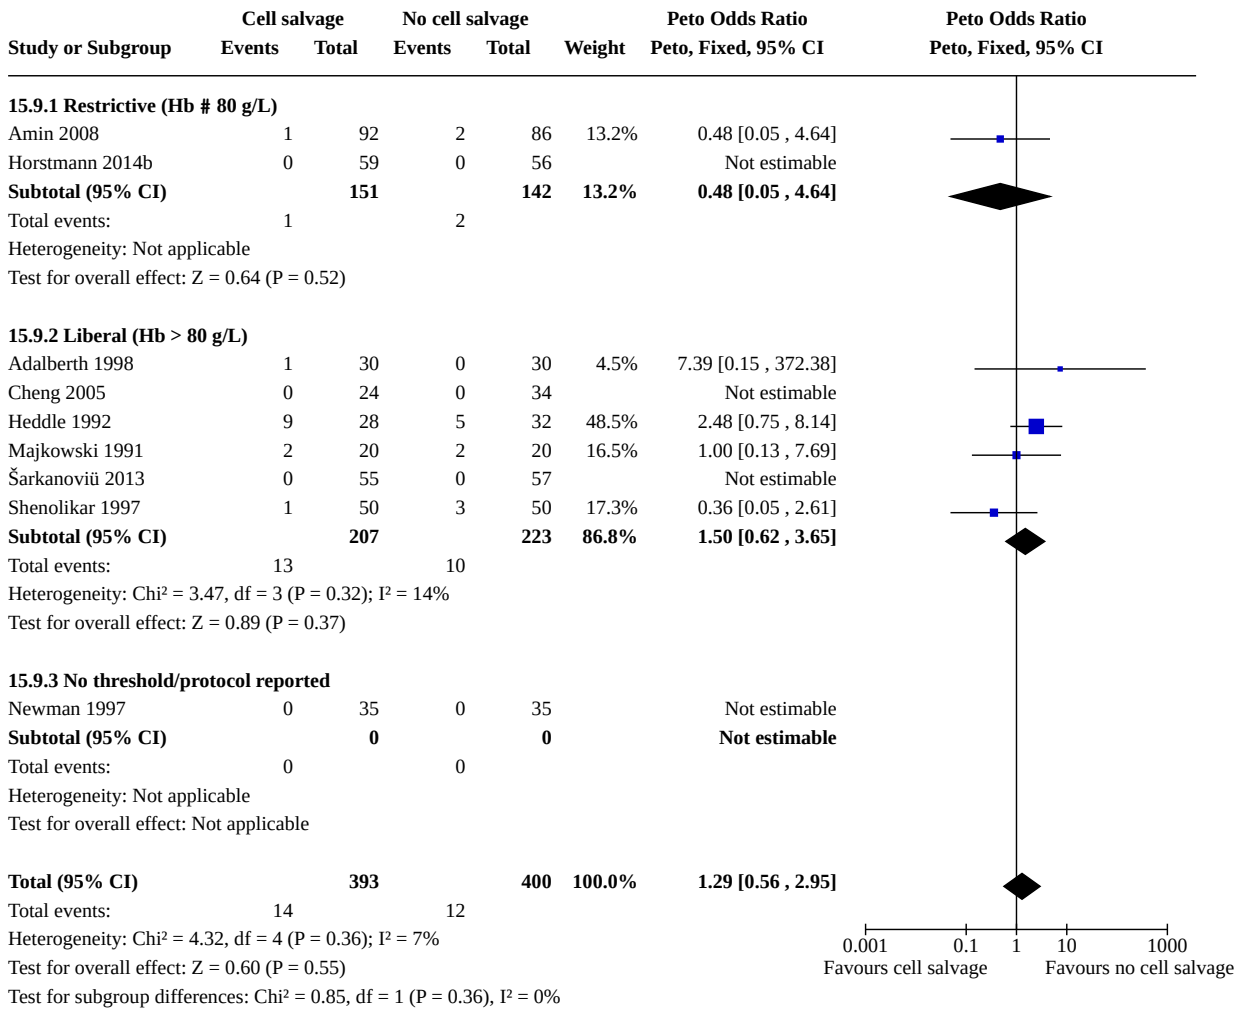 Cell salvage No cell salvage Peto Odds Ratio Peto Odds Ratio
Study or Subgroup Events Total Events Total Weight Peto, Fixed, 95% CI Peto, Fixed, 95% CI
15.9.1 Restrictive (Hb # 80 g/L)
Amin 2008 1 92 2 86 13.2% 0.48 [0.05 , 4.64]
Horstmann 2014b 0 59 0 56 Not estimable
Subtotal (95% CI) 151 142 13.2% 0.48 [0.05 , 4.64]
Total events: 1 2
Heterogeneity: Not applicable
Test for overall effect: Z = 0.64 (P = 0.52)
15.9.2 Liberal (Hb > 80 g/L)
Adalberth 1998 1 30 0 30 4.5% 7.39 [0.15 , 372.38]
Cheng 2005 0 24 0 34 Not estimable
Heddle 1992 9 28 5 32 48.5% 2.48 [0.75 , 8.14]
Majkowski 1991 2 20 2 20 16.5% 1.00 [0.13 , 7.69]
Šarkanoviü 2013 0 55 0 57 Not estimable
Shenolikar 1997 1 50 3 50 17.3% 0.36 [0.05 , 2.61]
Subtotal (95% CI) 207 223 86.8% 1.50 [0.62 , 3.65]
Total events: 13 10
Heterogeneity: Chi² = 3.47, df = 3 (P = 0.32); I² = 14%
Test for overall effect: Z = 0.89 (P = 0.37)
15.9.3 No threshold/protocol reported
Newman 1997 0 35 0 35 Not estimable
Subtotal (95% CI) 0 0 Not estimable
Total events: 0 0
Heterogeneity: Not applicable
Test for overall effect: Not applicable
Total (95% CI) 393 400 100.0% 1.29 [0.56 , 2.95]
Total events: 14 12
Heterogeneity: Chi² = 4.32, df = 4 (P = 0.36); I² = 7%
Test for overall effect: Z = 0.60 (P = 0.55)
Test for subgroup differences: Chi² = 0.85, df = 1 (P = 0.36), I² = 0%
0.001 0.1 1 10 1000
Favours cell salvage Favours no cell salvage